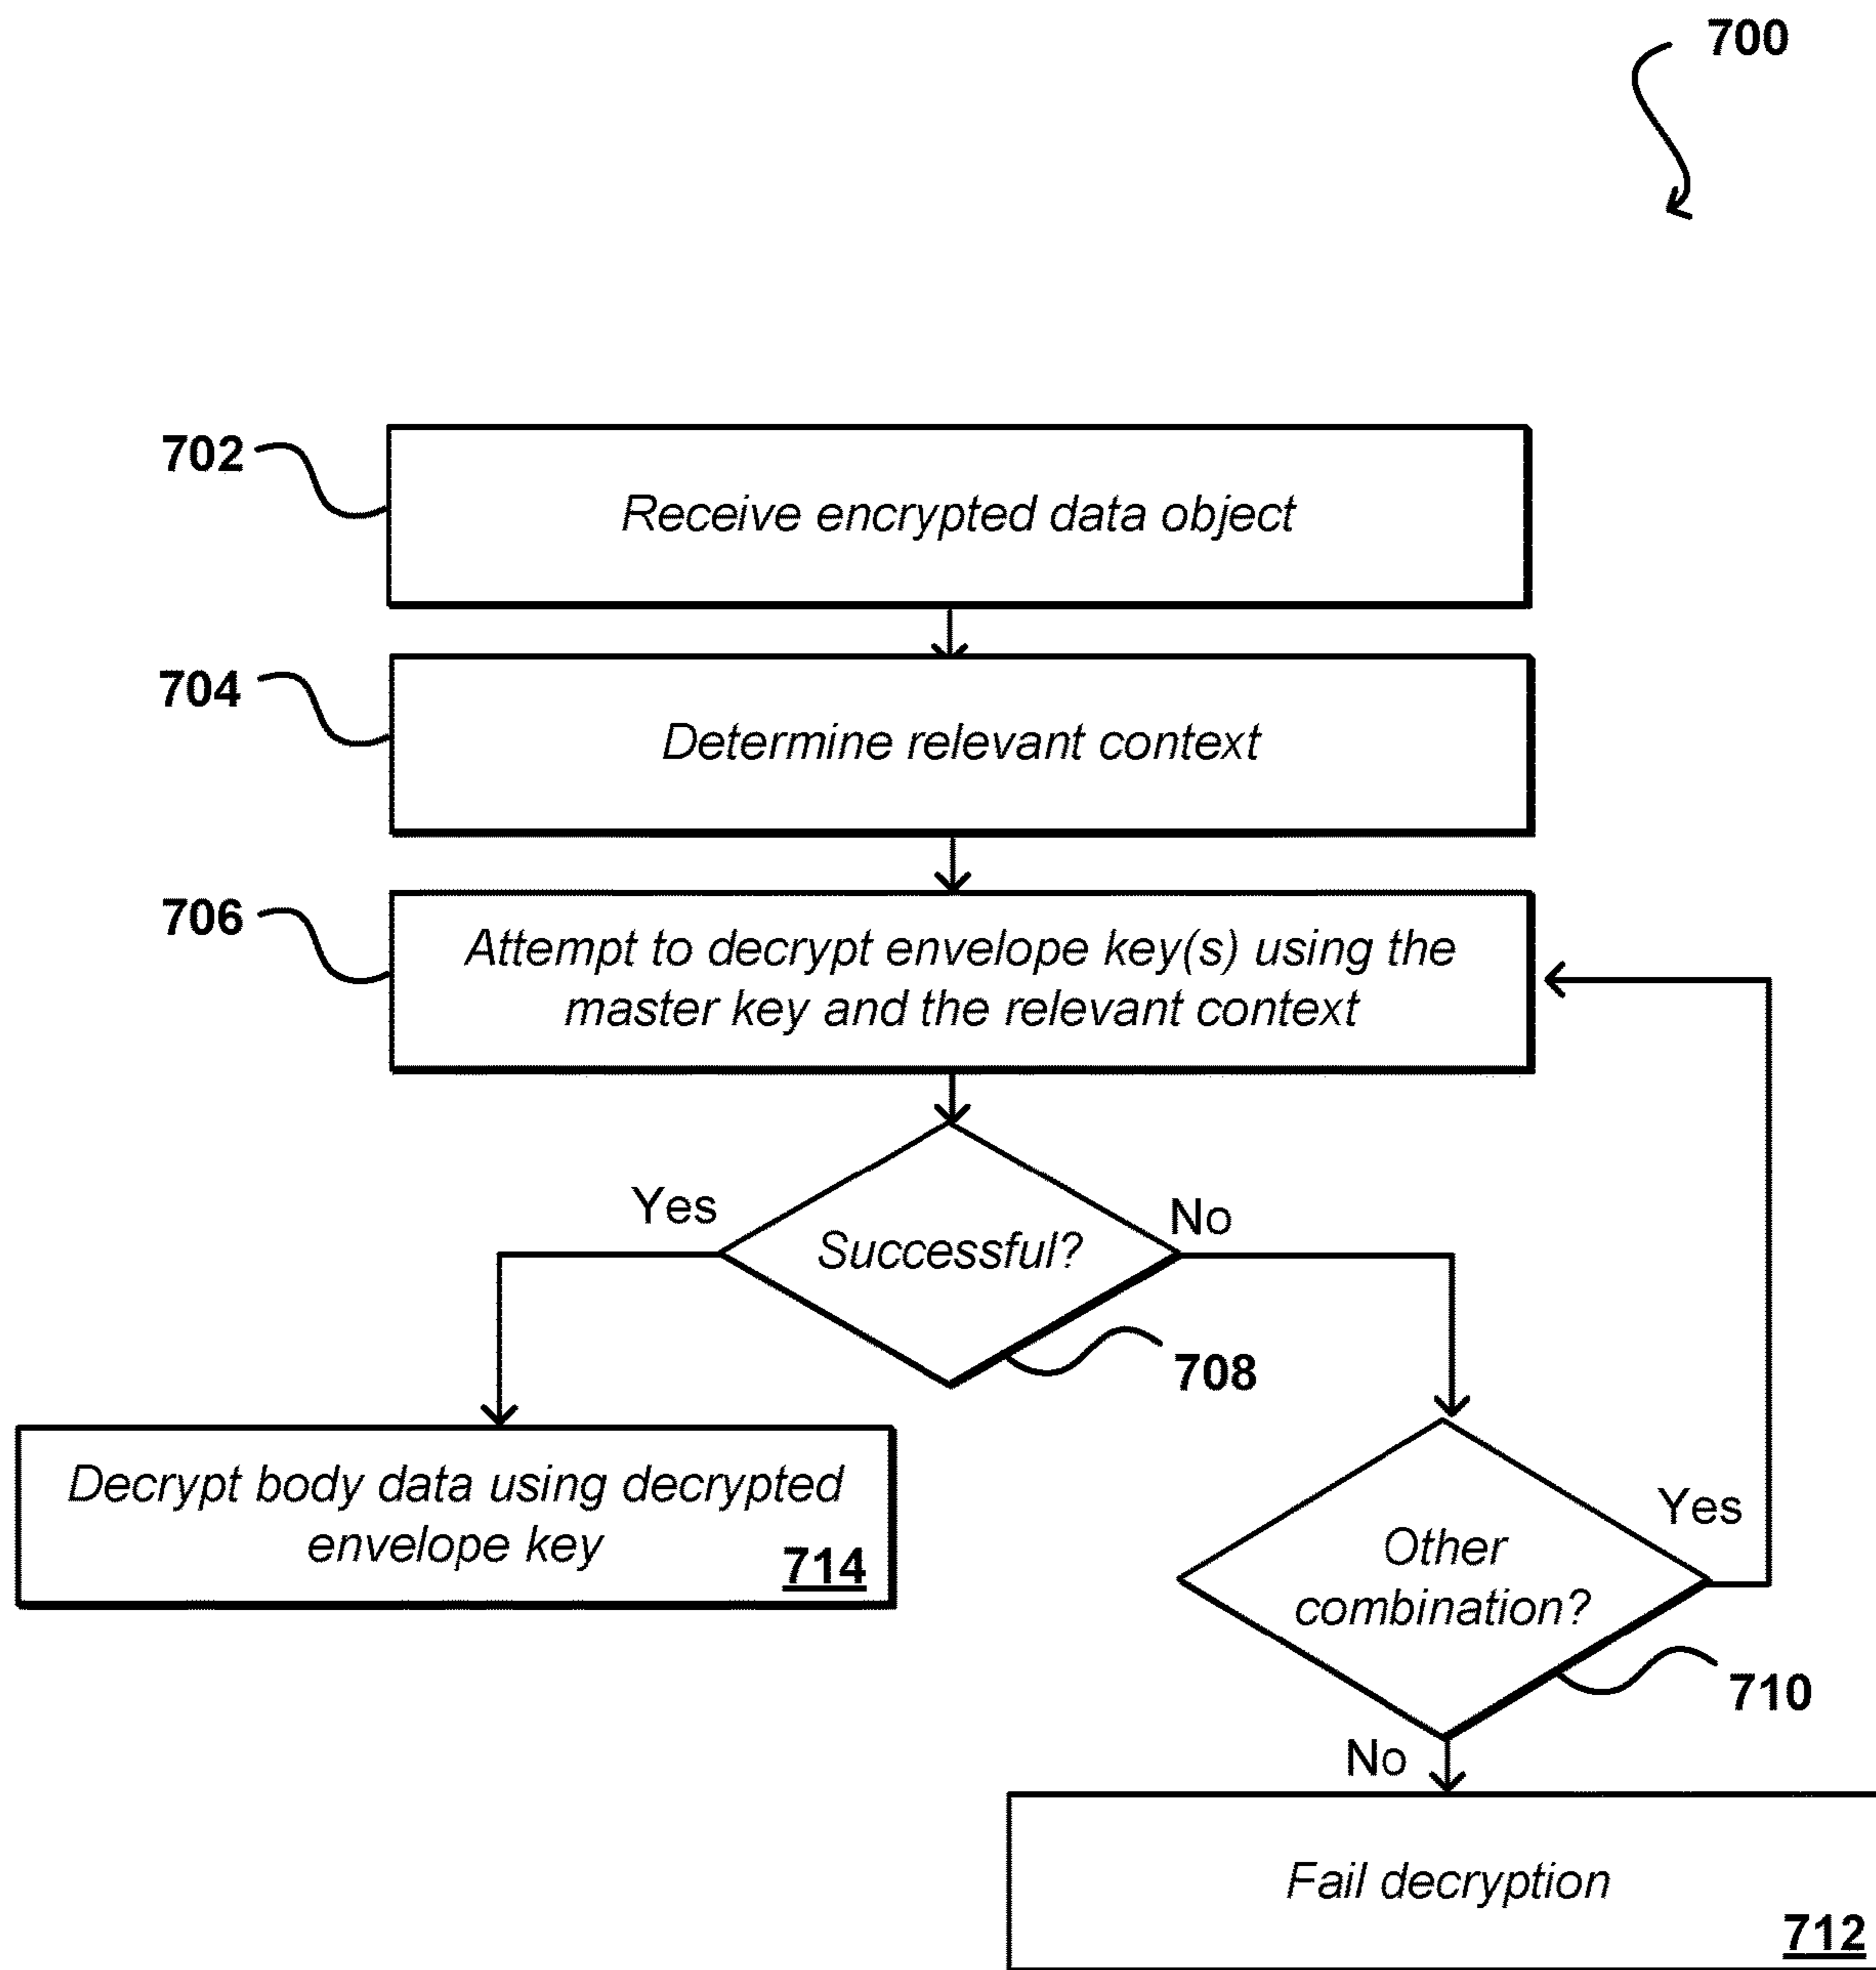 700
702
Receive encrypted data object
704
Determine relevant context
706
Attempt to decrypt envelope key(s) using the
master key and the relevant context
Yes
No
Successful?
708
Decrypt body data using decrypted
envelope key
714
Yes
Other
combination?
710
No
Fail decryption
712